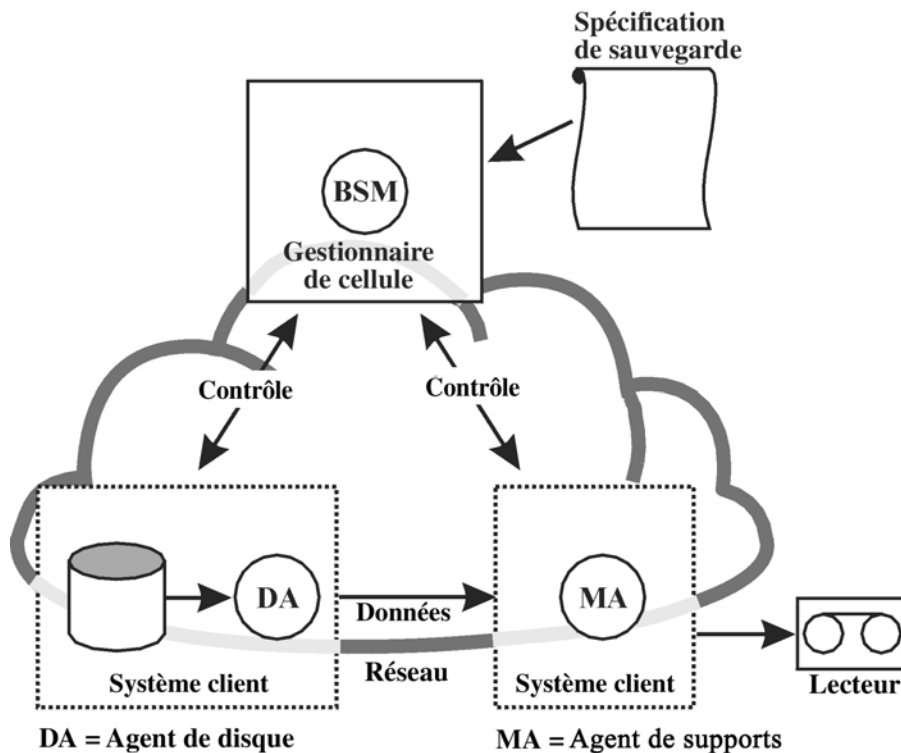 Spécification
de sauvegarde
BSM
Gestionnaire
de cellule
Contrôle
Contrôle
DA
Données
MA
Réseau
Système client
Système client
Lecteur
DA = Agent de disque
MA = Agent de supports